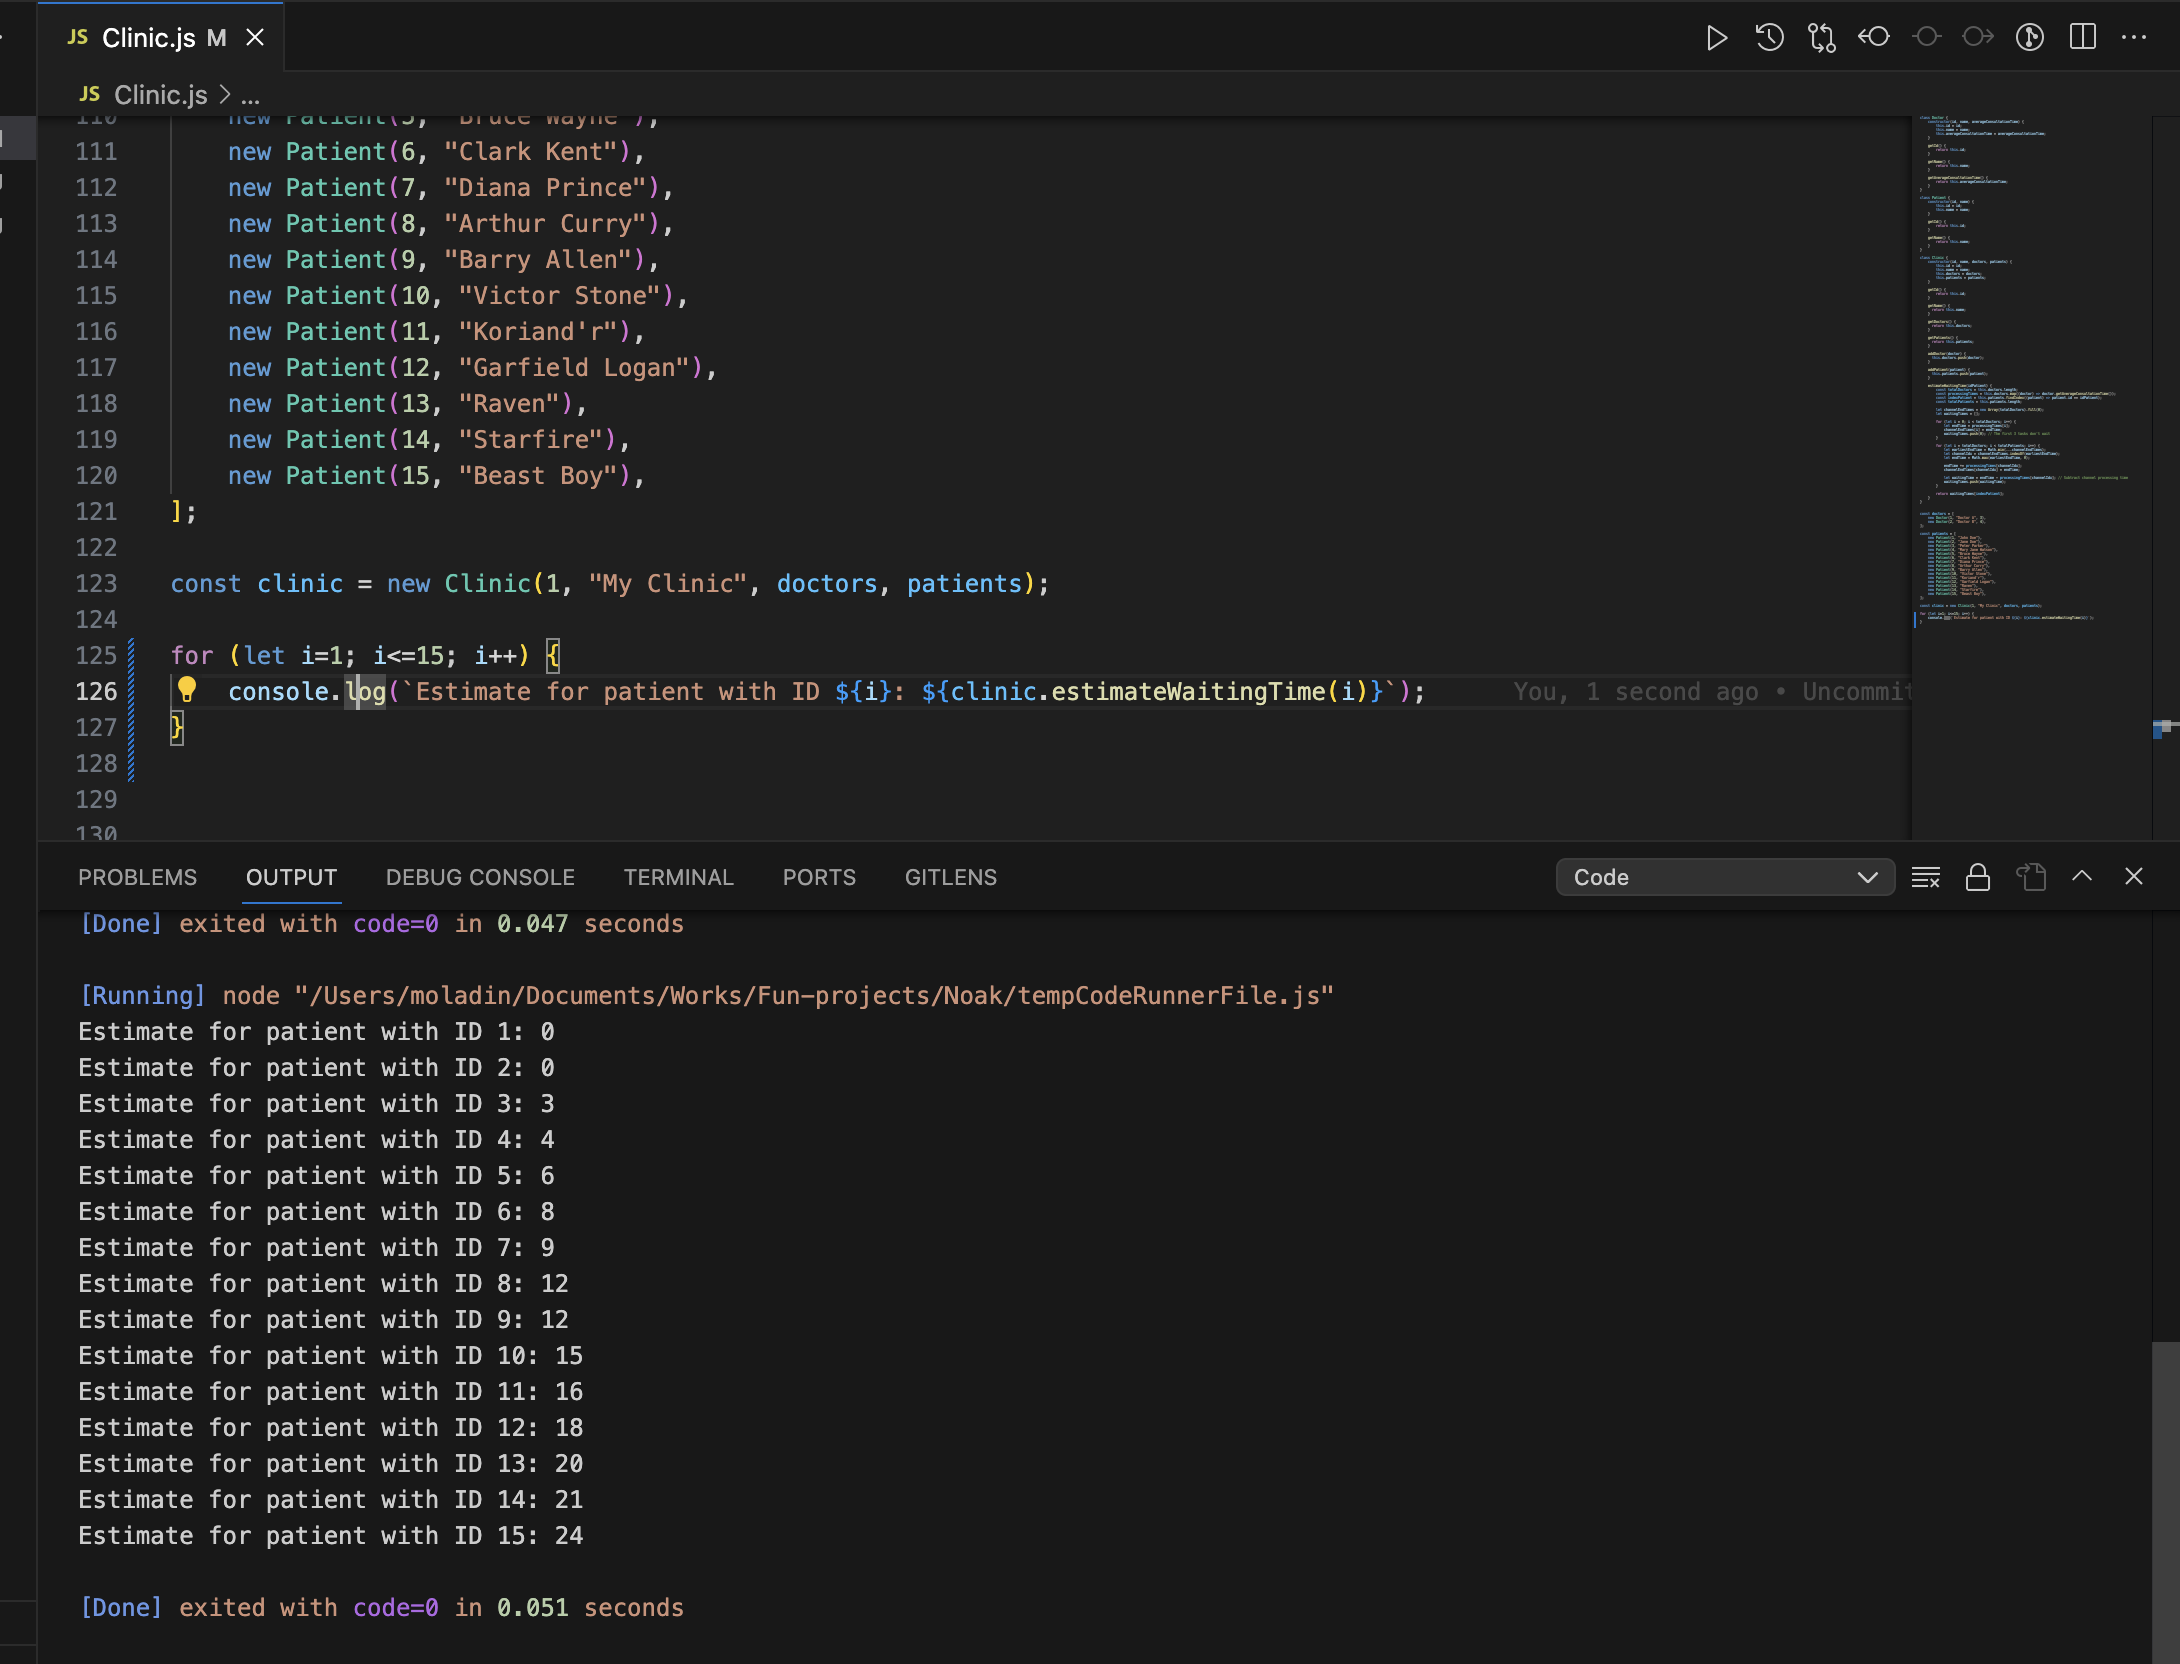 JS Clinic.js M
JS Clinic.js > ...
110 new Patient(5, "Bruce Wayne"),
111 new Patient(6, "Clark Kent"),
112 new Patient(7, "Diana Prince"),
113 new Patient(8, "Arthur Curry"),
114 new Patient(9, "Barry Allen"),
115 new Patient(10, "Victor Stone"),
116 new Patient(11, "Koriand'r"),
117 new Patient(12, "Garfield Logan"),
118 new Patient(13, "Raven"),
119 new Patient(14, "Starfire"),
120 new Patient(15, "Beast Boy"),
121 ];
122
123 const clinic = new Clinic(1, "My Clinic", doctors, patients);
124
125 for (let i=1; i<=15; i++) {
126 console.log(`Estimate for patient with ID ${i}: ${clinic.estimateWaitingTime(i)}`); You, 1 second ago • Uncommit
127 }
128
129
130
PROBLEMS OUTPUT DEBUG CONSOLE TERMINAL PORTS GITLENS Code
[Done] exited with code=0 in 0.047 seconds
[Running] node "/Users/moladin/Documents/Works/Fun-projects/Noak/tempCodeRunnerFile.js"
Estimate for patient with ID 1: 0
Estimate for patient with ID 2: 0
Estimate for patient with ID 3: 3
Estimate for patient with ID 4: 4
Estimate for patient with ID 5: 6
Estimate for patient with ID 6: 8
Estimate for patient with ID 7: 9
Estimate for patient with ID 8: 12
Estimate for patient with ID 9: 12
Estimate for patient with ID 10: 15
Estimate for patient with ID 11: 16
Estimate for patient with ID 12: 18
Estimate for patient with ID 13: 20
Estimate for patient with ID 14: 21
Estimate for patient with ID 15: 24
[Done] exited with code=0 in 0.051 seconds